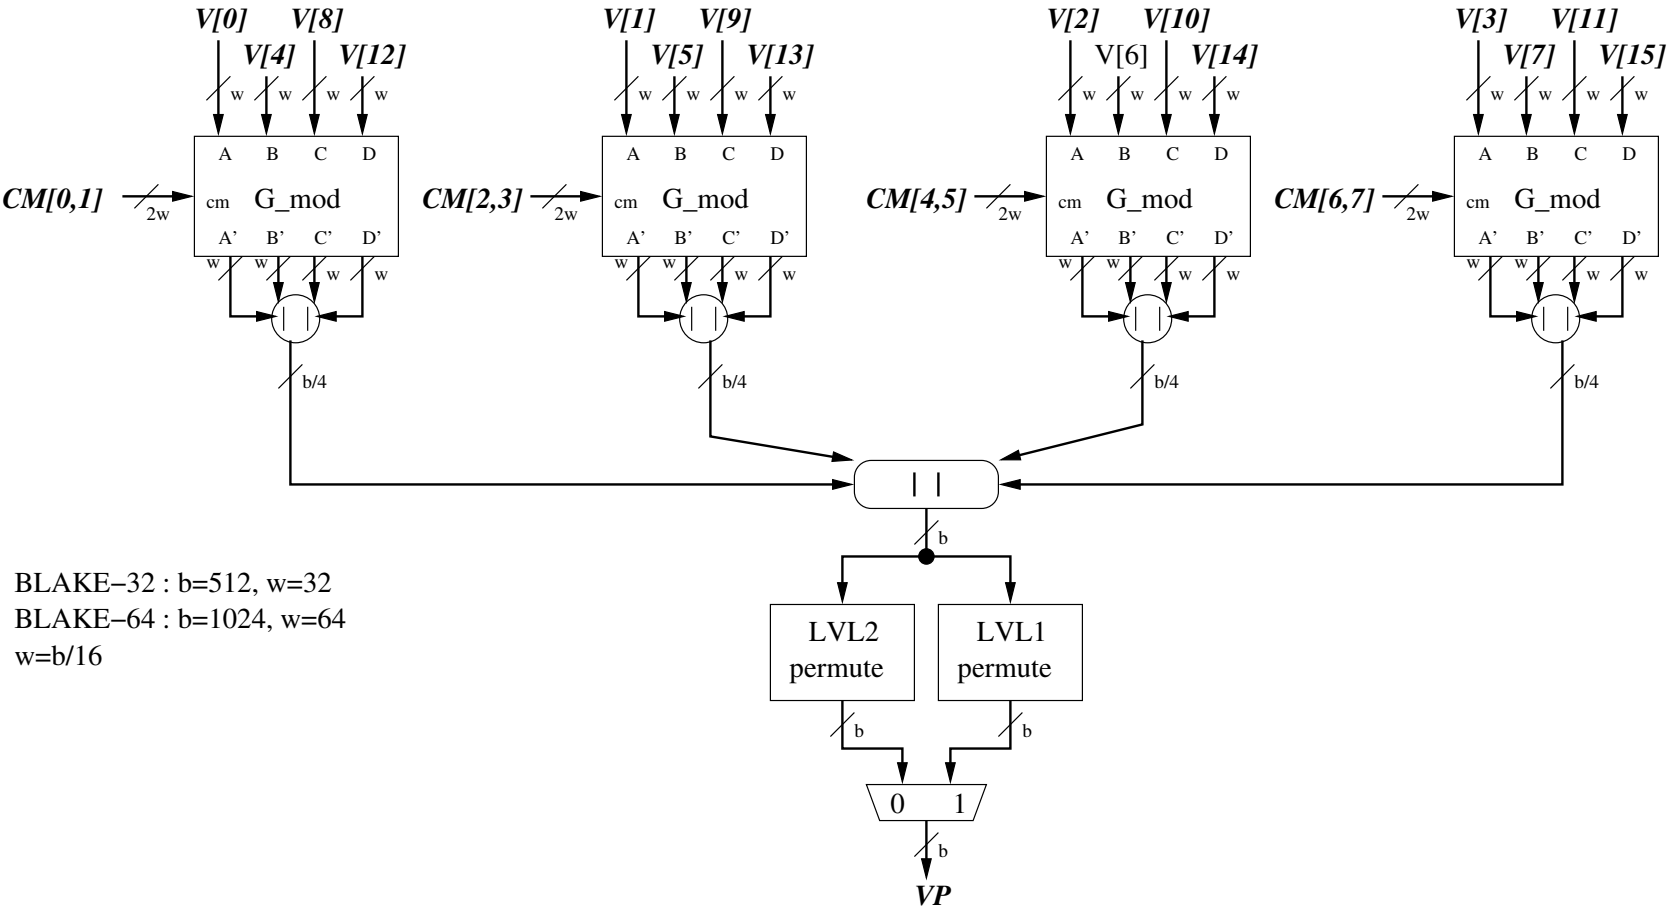 V[0] V[8] V[1] V[9] V[2] V[10] V[3] V[11]
V[4] V[12] V[5] V[13] V[6] V[14] V[7] V[15]
w w w w w w w w w w w w w w w w
A B C D A B C D A B C D A B C D
CM[0,1] 2w cm G_mod CM[2,3] 2w cm G_mod CM[4,5] 2w cm G_mod CM[6,7] 2w cm G_mod
A' B' C' D' A' B' C' D' A' B' C' D' A' B' C' D'
w w w w w w w w w w w w w w w w
| | | | | | | |
b/4 b/4 b/4 b/4
| |
b
BLAKE−32 : b=512, w=32
BLAKE−64 : b=1024, w=64
w=b/16
LVL2 LVL1
permute permute
b b
0 1
b
VP